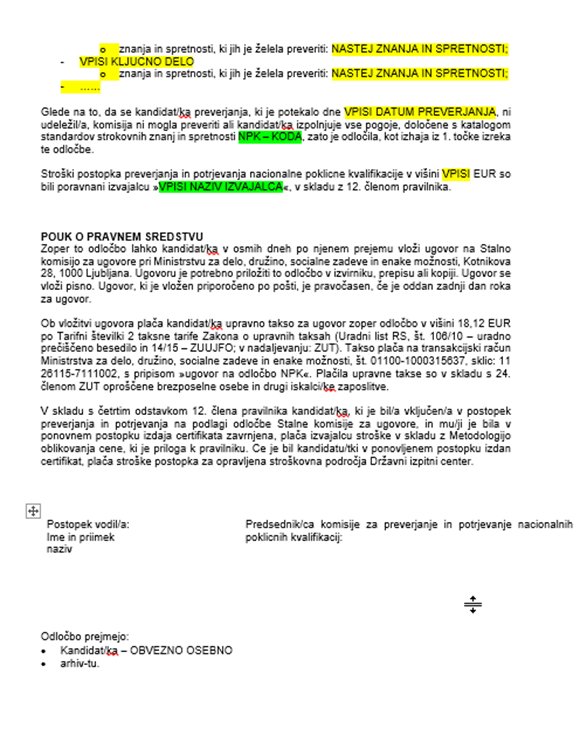 o znanja in spretnosti, ki jih je želela preveriti: NASTEJ ZNANJA IN SPRETNOSTI;
- VPISI KLJUCNO DELO
o znanja in spretnosti, ki jih je želela preveriti: NASTEJ ZNANJA IN SPRETNOSTI;
- ……
Glede na to, da se kandidat/ka preverjanja, ki je potekalo dne VPISI DATUM PREVERJANJA, ni
udeležil/a, komisija ni mogla preveriti ali kandidat/ka izpolnjuje vse pogoje, določene s katalogom
standardov strokovnih znanj in spretnosti NPK – KODA, zato je odločila, kot izhaja iz 1. točke izreka
te odločbe.
Stroški postopka preverjanja in potrjevanja nacionalne poklicne kvalifikacije v višini VPISI EUR so
bili poravnani izvajalcu »VPISI NAZIV IZVAJALCA«, v skladu z 12. členom pravilnika.
POUK O PRAVNEM SREDSTVU
Zoper to odločbo lahko kandidat/ka v osmih dneh po njenem prejemu vloži ugovor na Stalno
komisijo za ugovore pri Ministrstvu za delo, družino, socialne zadeve in enake možnosti, Kotnikova
28, 1000 Ljubljana. Ugovoru je potrebno priložiti to odločbo v izvirniku, prepisu ali kopiji. Ugovor se
vloži pisno. Ugovor, ki je vložen priporočeno po pošti, je pravočasen, če je oddan zadnji dan roka
za ugovor.
Ob vložitvi ugovora plača kandidat/ka upravno takso za ugovor zoper odločbo v višini 18,12 EUR
po Tarifni številki 2 taksne tarife Zakona o upravnih taksah (Uradni list RS, št. 106/10 – uradno
prečiščeno besedilo in 14/15 – ZUUJFO; v nadaljevanju: ZUT). Takso plača na transakcijski račun
Ministrstva za delo, družino, socialne zadeve in enake možnosti, št. 01100-1000315637, sklic: 11
26115-7111002, s pripisom »ugovor na odločbo NPK«. Plačila upravne takse so v skladu s 24.
členom ZUT oproščene brezposelne osebe in drugi iskalci/ke zaposlitve.
V skladu s četrtim odstavkom 12. člena pravilnika kandidat/ka, ki je bil/a vključen/a v postopek
preverjanja in potrjevanja na podlagi odločbe Stalne komisije za ugovore, in mu/ji je bila v
ponovnem postopku izdaja certifikata zavrnjena, plača izvajalcu stroške v skladu z Metodologijo
oblikovanja cene, ki je priloga k pravilniku. Če je bil kandidatu/tki v ponovljenem postopku izdan
certifikat, plača stroške postopka za opravljena stroškovna področja Državni izpitni center.
Postopek vodil/a:
Ime in priimek
naziv
Predsednik/ca komisije za preverjanje in potrjevanje nacionalnih
poklicnih kvalifikacij:
Odločbo prejmejo:
• Kandidat/ka – OBVEZNO OSEBNO
• arhiv-tu.